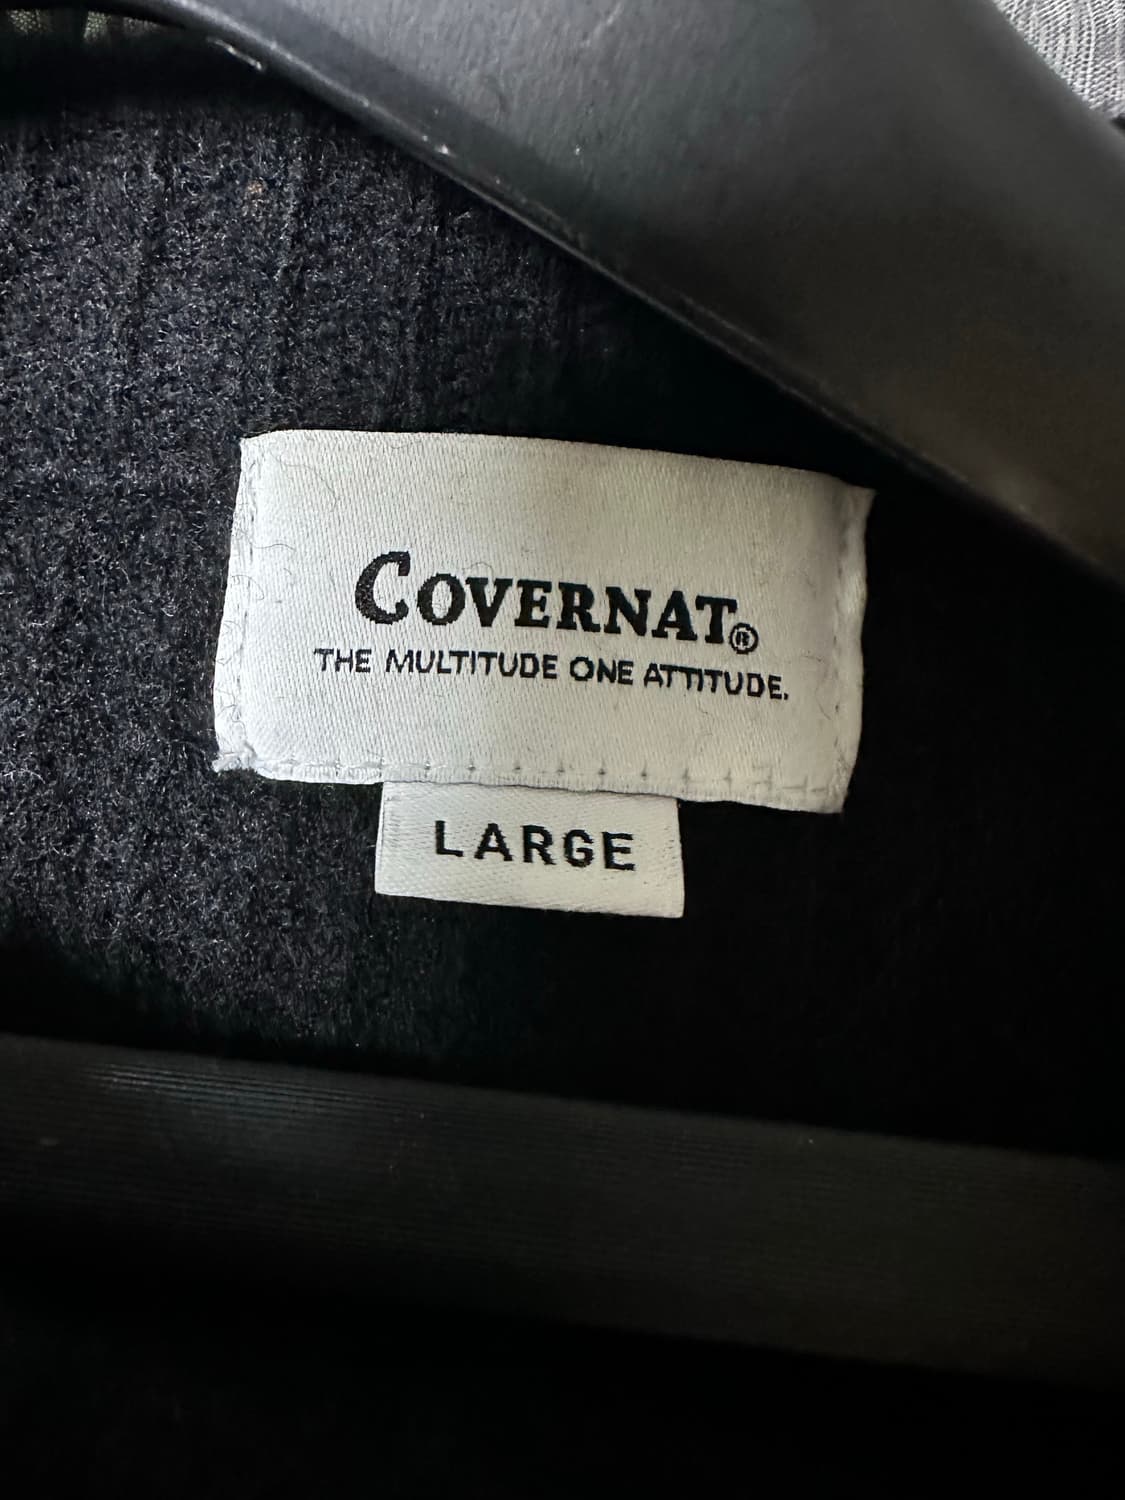 COVERNAT®
THE MULTITUDE ONE ATTITUDE.
LARGE